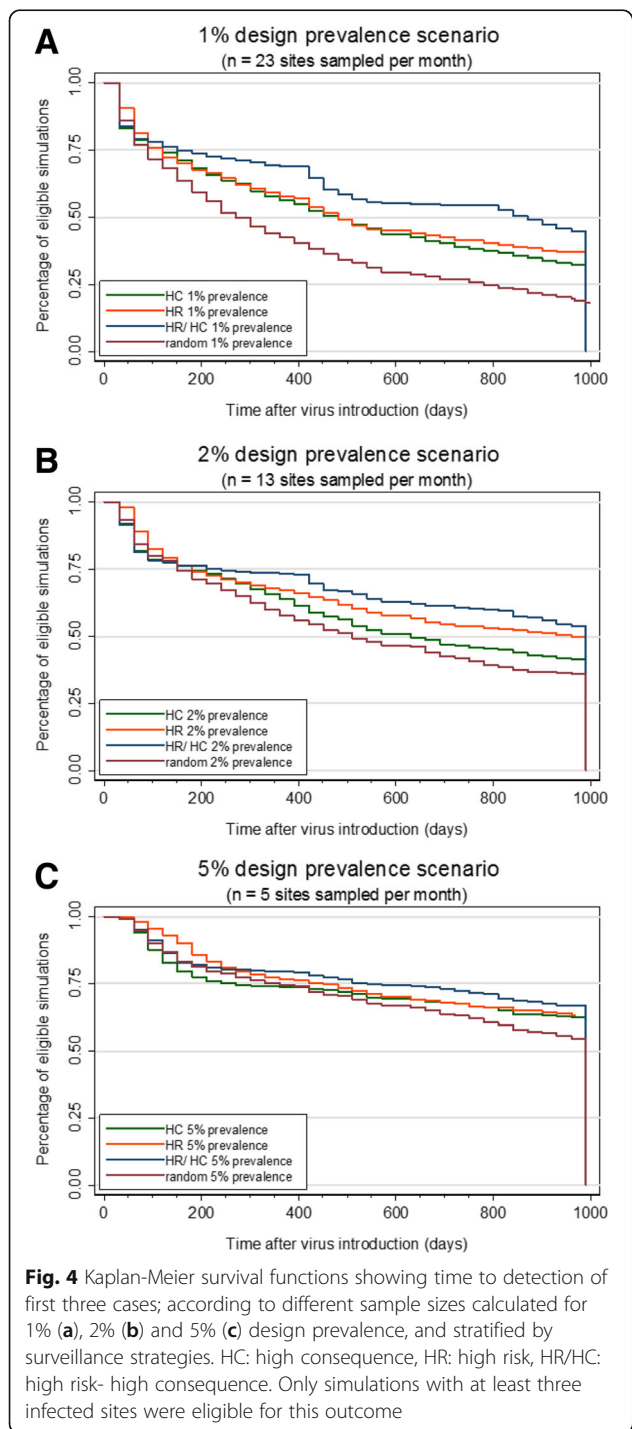 A
1% design prevalence scenario
(n = 23 sites sampled per month)
Percentage of eligible simulations
1.00
0.75
0.50
0.25
0.00
HC 1% prevalence
HR 1% prevalence
HR/ HC 1% prevalence
random 1% prevalence
0 200 400 600 800 1000
Time after virus introduction (days)
B
2% design prevalence scenario
(n = 13 sites sampled per month)
Percentage of eligible simulations
1.00
0.75
0.50
0.25
0.00
HC 2% prevalence
HR 2% prevalence
HR/ HC 2% prevalence
random 2% prevalence
0 200 400 600 800 1000
Time after virus introduction (days)
C
5% design prevalence scenario
(n = 5 sites sampled per month)
Percentage of eligible simulations
1.00
0.75
0.50
0.25
0.00
HC 5% prevalence
HR 5% prevalence
HR/ HC 5% prevalence
random 5% prevalence
0 200 400 600 800 1000
Time after virus introduction (days)
Fig. 4 Kaplan-Meier survival functions showing time to detection of
first three cases; according to different sample sizes calculated for
1% (a), 2% (b) and 5% (c) design prevalence, and stratified by
surveillance strategies. HC: high consequence, HR: high risk, HR/HC:
high risk- high consequence. Only simulations with at least three
infected sites were eligible for this outcome